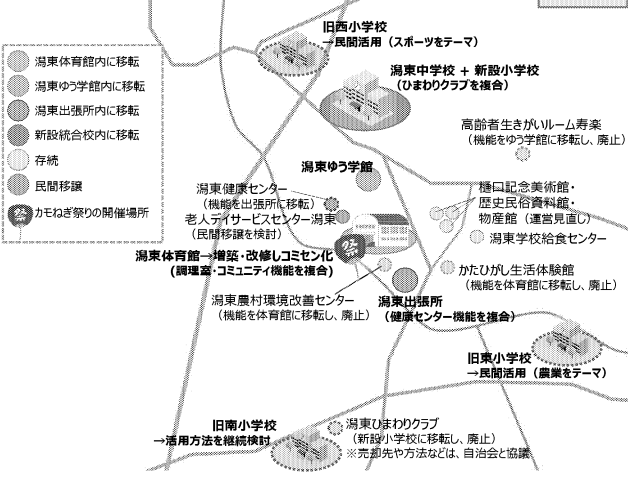 旧西小学校
→民間活用（スポーツをテーマ）
潟東体育館内に移転
潟東ゆう学館内に移転
潟東出張所内に移転
新設統合校内に移転
存続
民間移譲
カモねぎ祭りの開催場所
潟東中学校 + 新設小学校
（ひまわりクラブを複合）
高齢者生きがいルーム寿楽
（機能をゆう学館に移転し、廃止）
潟東ゆう学館
潟東健康センター
（機能を出張所に移転）
老人デイサービスセンター潟東
（民間移譲を検討）
樋口記念美術館・
歴史民俗資料館・
物産館（運営見直し）
潟東学校給食センター
潟東体育館→増築・改修しコミセン化
（調理室・コミュニティ機能を複合）
かたひがし生活体験館
（機能を体育館に移転し、廃止）
潟東農村環境改善センター
（機能を体育館に移転し、廃止）
潟東出張所
（健康センター機能を複合）
旧東小学校
→民間活用（農業をテーマ）
旧南小学校
→活用方法を継続検討
潟東ひまわりクラブ
（新設小学校に移転し、廃止）
※売却先や方法などは、自治会と協議